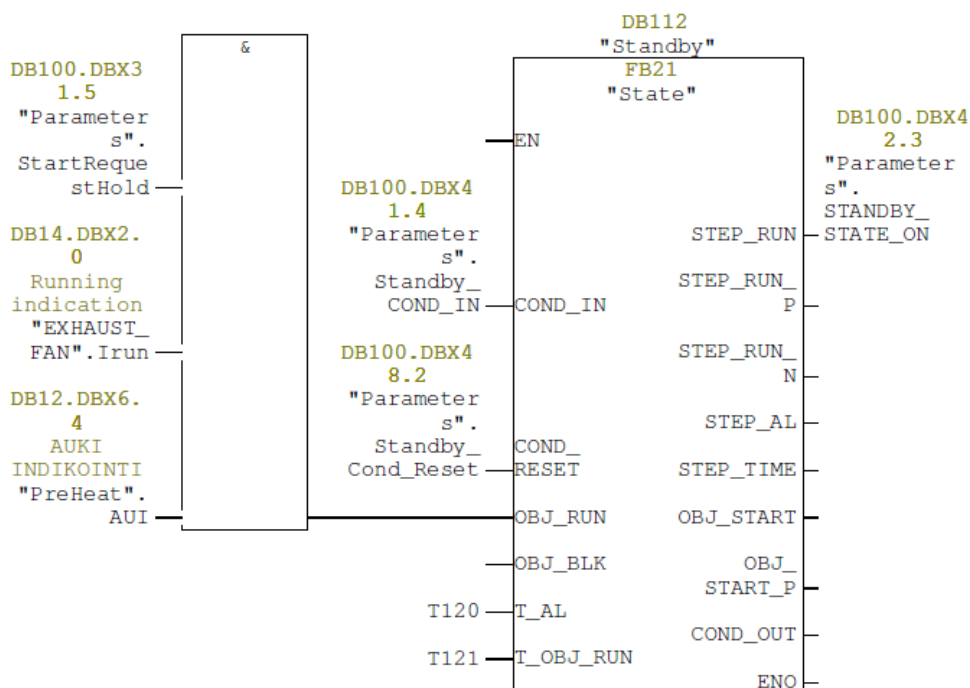 &
DB100.DBX3
1.5
"Parameter
s".
StartReque
stHold
DB14.DBX2.
0
Running
indication
"EXHAUST_
FAN".Irun
DB12.DBX6.
4
AUKI
INDIKOINTI
"PreHeat".
AUI
DB100.DBX4
1.4
"Parameter
s".
Standby_
COND_IN
DB100.DBX4
8.2
"Parameter
s".
Standby_
Cond_Reset
T120
T121
DB112
"Standby"
FB21
"State"
EN
COND_IN
COND_
RESET
OBJ_RUN
OBJ_BLK
T_AL
T_OBJ_RUN
STEP_RUN
STEP_RUN_
P
STEP_RUN_
N
STEP_AL
STEP_TIME
OBJ_START
OBJ_
START_P
COND_OUT
ENO
DB100.DBX4
2.3
"Parameter
s".
STANDBY_
STATE_ON